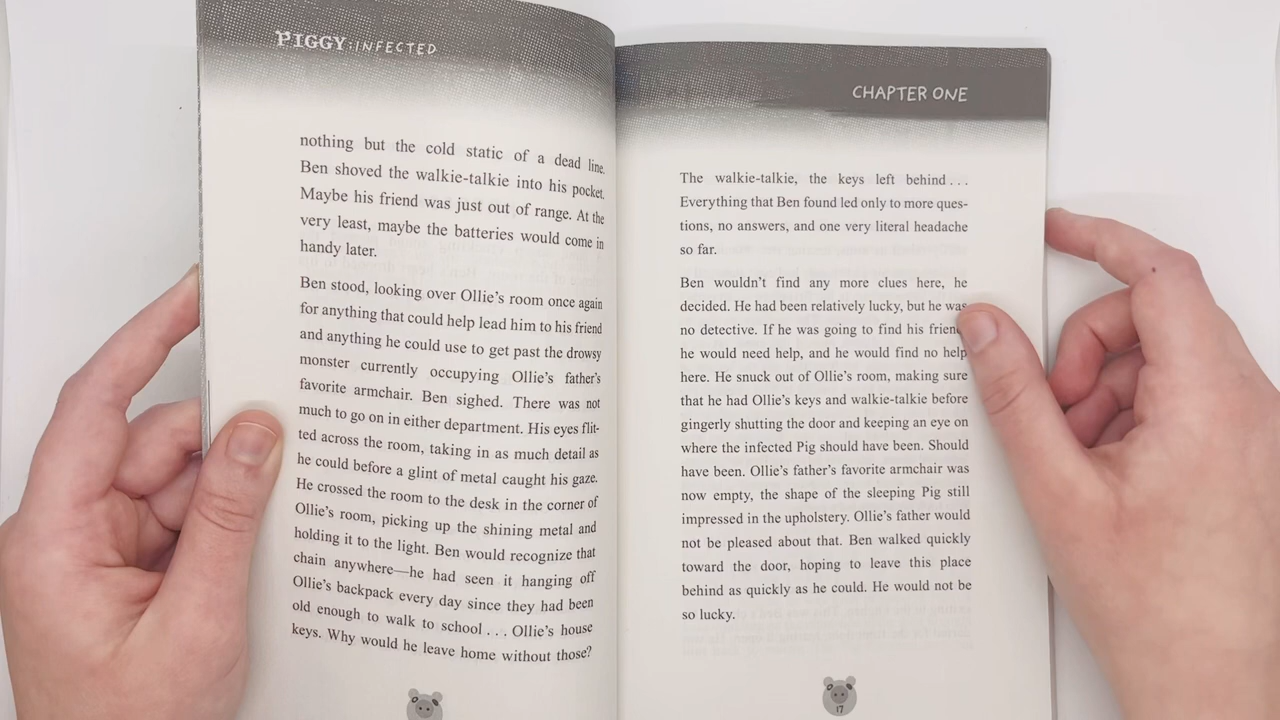 PIGGY:INFECTED
nothing but the cold static of a dead line.
Ben shoved the walkie-talkie into his pocket.
Maybe his friend was just out of range. At the
very least, maybe the batteries would come in
handy later.
Ben stood, looking over Ollie's room once again
for anything that could help lead him to his friend
and anything he could use to get past the drowsy
monster currently occupying Ollie's father's
favorite armchair. Ben sighed. There was not
much to go on in either department. His eyes flit-
ted across the room, taking in as much detail as
he could before a glint of metal caught his gaze.
He crossed the room to the desk in the corner of
Ollie's room, picking up the shining metal and
holding it to the light. Ben would recognize that
chain anywhere—he had seen it hanging off
Ollie's backpack every day since they had been
old enough to walk to school . . . Ollie's house
keys. Why would he leave home without those?
CHAPTER ONE
The walkie-talkie, the keys left behind . . .
Everything that Ben found led only to more ques-
tions, no answers, and one very literal headache
so far.
Ben wouldn't find any more clues here, he
decided. He had been relatively lucky, but he was
no detective. If he was going to find his friend
he would need help, and he would find no help
here. He snuck out of Ollie's room, making sure
that he had Ollie's keys and walkie-talkie before
gingerly shutting the door and keeping an eye on
where the infected Pig should have been. Should
have been. Ollie's father's favorite armchair was
now empty, the shape of the sleeping Pig still
impressed in the upholstery. Ollie's father would
not be pleased about that. Ben walked quickly
toward the door, hoping to leave this place
behind as quickly as he could. He would not be
so lucky.
17